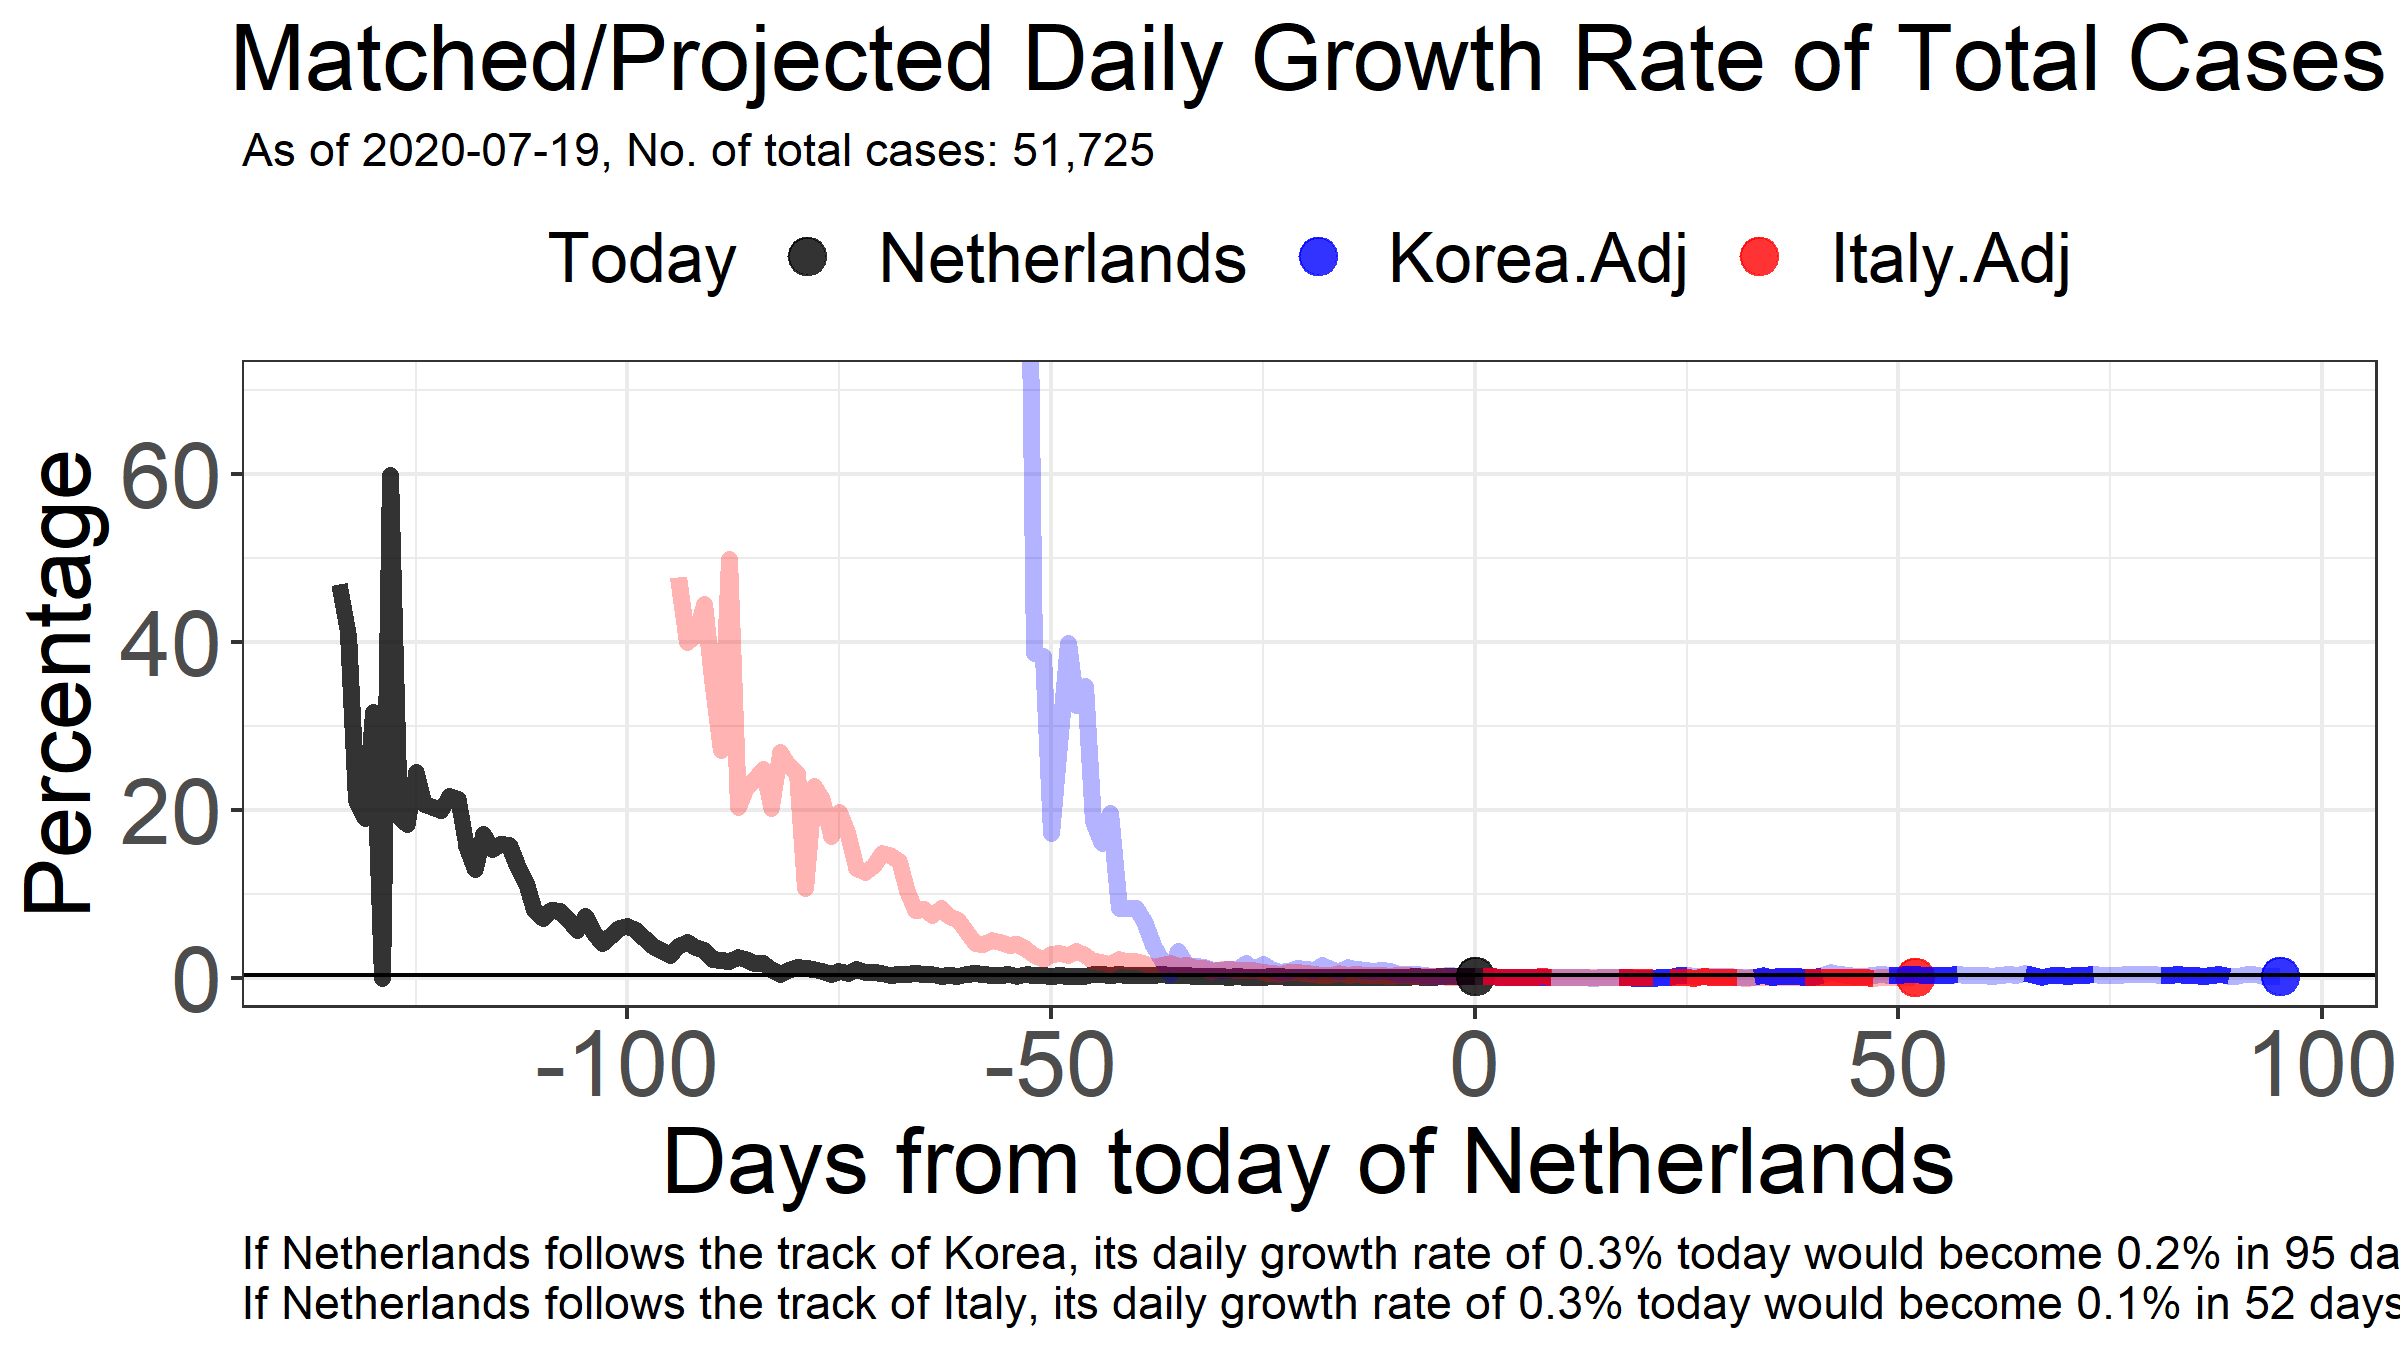 Matched/Projected Daily Growth Rate of Total Cases
As of 2020-07-19, No. of total cases: 51,725
Today Netherlands Korea.Adj Italy.Adj
Percentage
60
40
20
0
-100 -50 0 50 100
Days from today of Netherlands
If Netherlands follows the track of Korea, its daily growth rate of 0.3% today would become 0.2% in 95 da
If Netherlands follows the track of Italy, its daily growth rate of 0.3% today would become 0.1% in 52 days